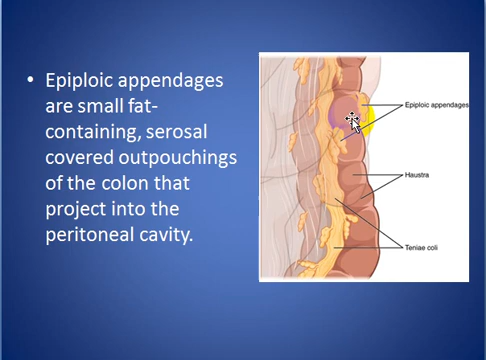 • Epiploic appendages
are small fat-
containing, serosal
covered outpouchings
of the colon that
project into the
peritoneal cavity.
Epiploic appendages
Haustra
Teniae coli